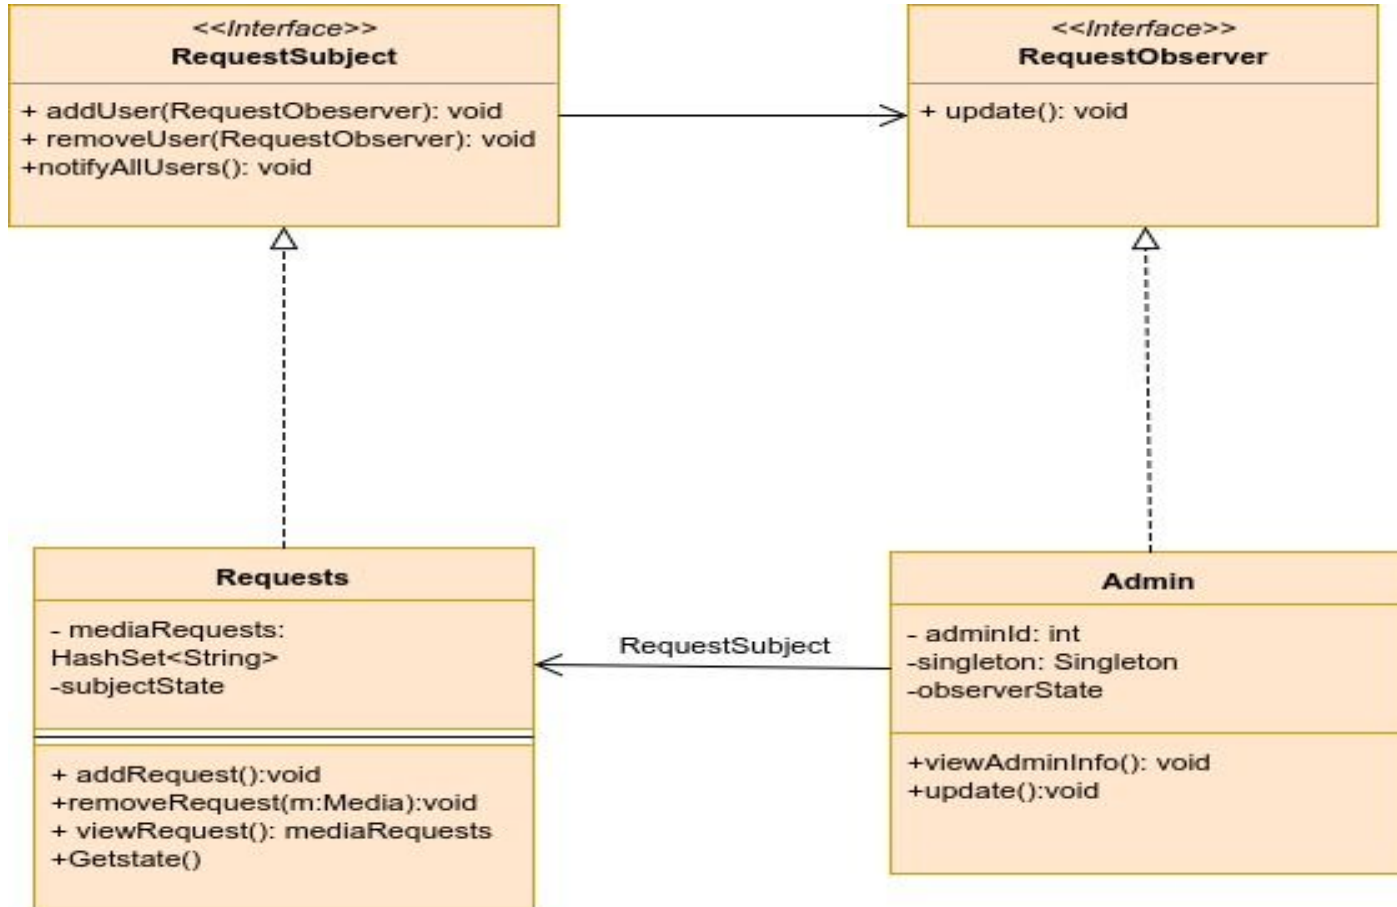 <<Interface>>
RequestSubject
+ addUser(RequestObeserver): void
+ removeUser(RequestObserver): void
+notifyAllUsers(): void
<<Interface>>
RequestObserver
+ update(): void
Requests
- mediaRequests:
HashSet<String>
-subjectState
+ addRequest():void
+removeRequest(m:Media):void
+ viewRequest(): mediaRequests
+Getstate()
RequestSubject
Admin
- adminId: int
-singleton: Singleton
-observerState
+viewAdminInfo(): void
+update():void